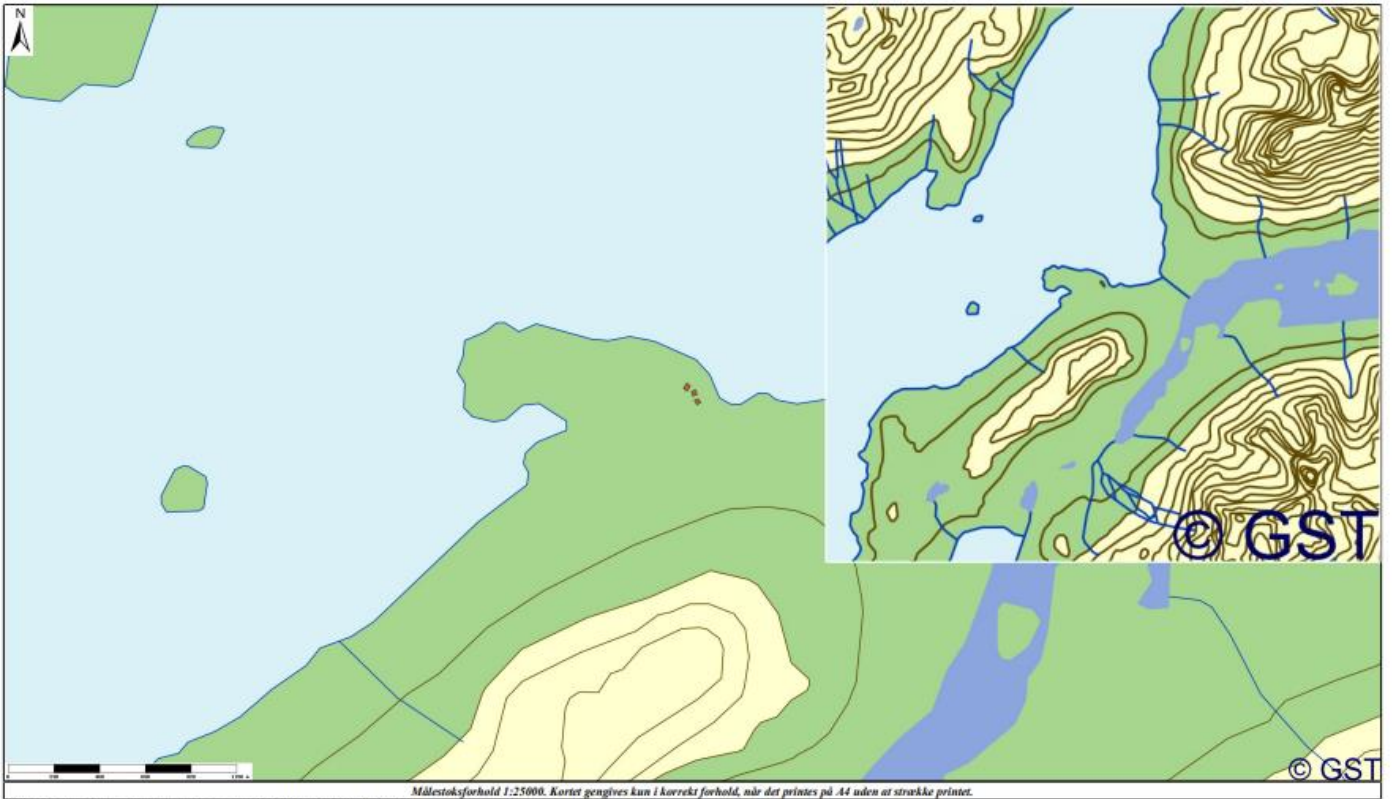 N
© GST
© GST
Målestoksforhold 1:25000. Kortet gengives kun i korrekt forhold, når det printes på A4 uden at strække printet.